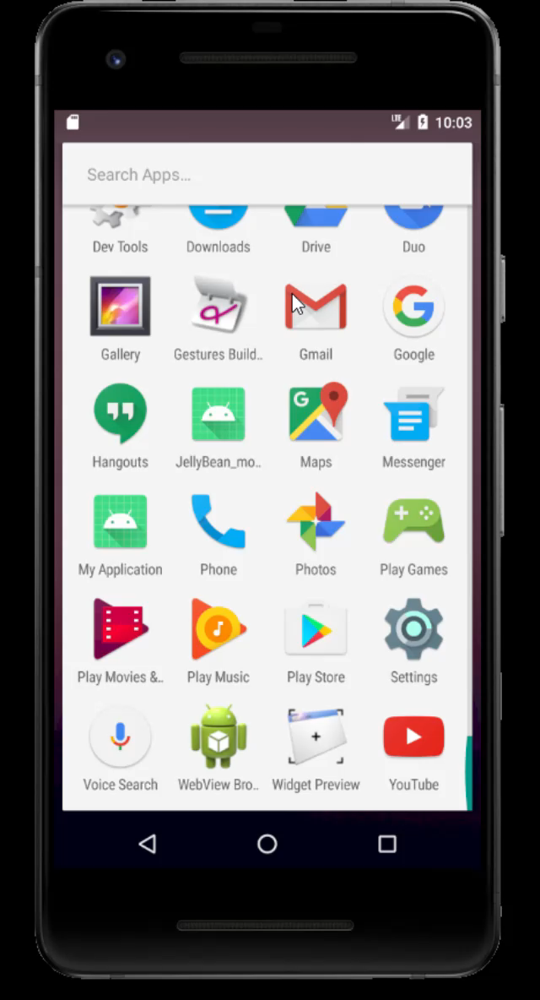 LTE 10:03
Search Apps...
Dev Tools Downloads Drive Duo
Gallery Gestures Build.. Gmail Google
Hangouts JellyBean_mo.. Maps Messenger
My Application Phone Photos Play Games
Play Movies &.. Play Music Play Store Settings
Voice Search WebView Bro.. Widget Preview YouTube